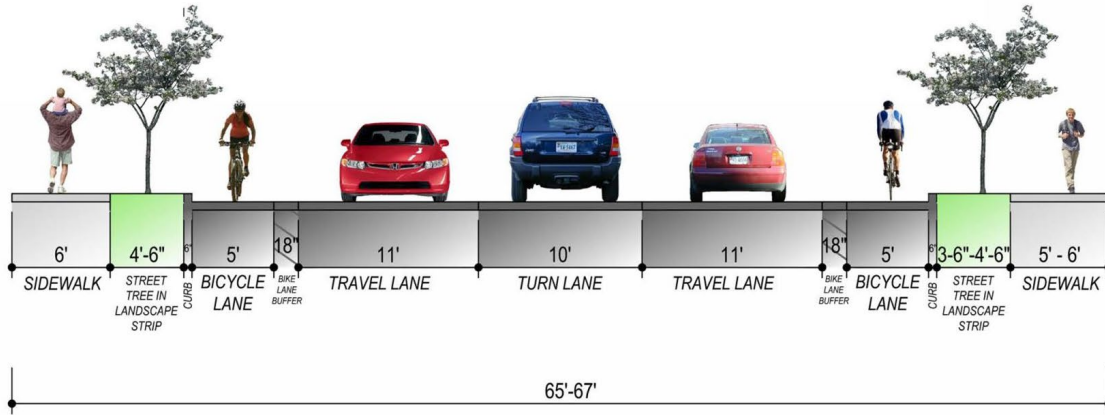 6'
4'-6"
6"
5'
18"
11'
10'
11'
18"
5'
6"
3-6"-4'-6"
5' - 6'
SIDEWALK
STREET
TREE IN
LANDSCAPE
STRIP
CURB
BICYCLE
LANE
BIKE
LANE
BUFFER
TRAVEL LANE
TURN LANE
TRAVEL LANE
BIKE
LANE
BUFFER
BICYCLE
LANE
CURB
STREET
TREE IN
LANDSCAPE
STRIP
SIDEWALK
65'-67'